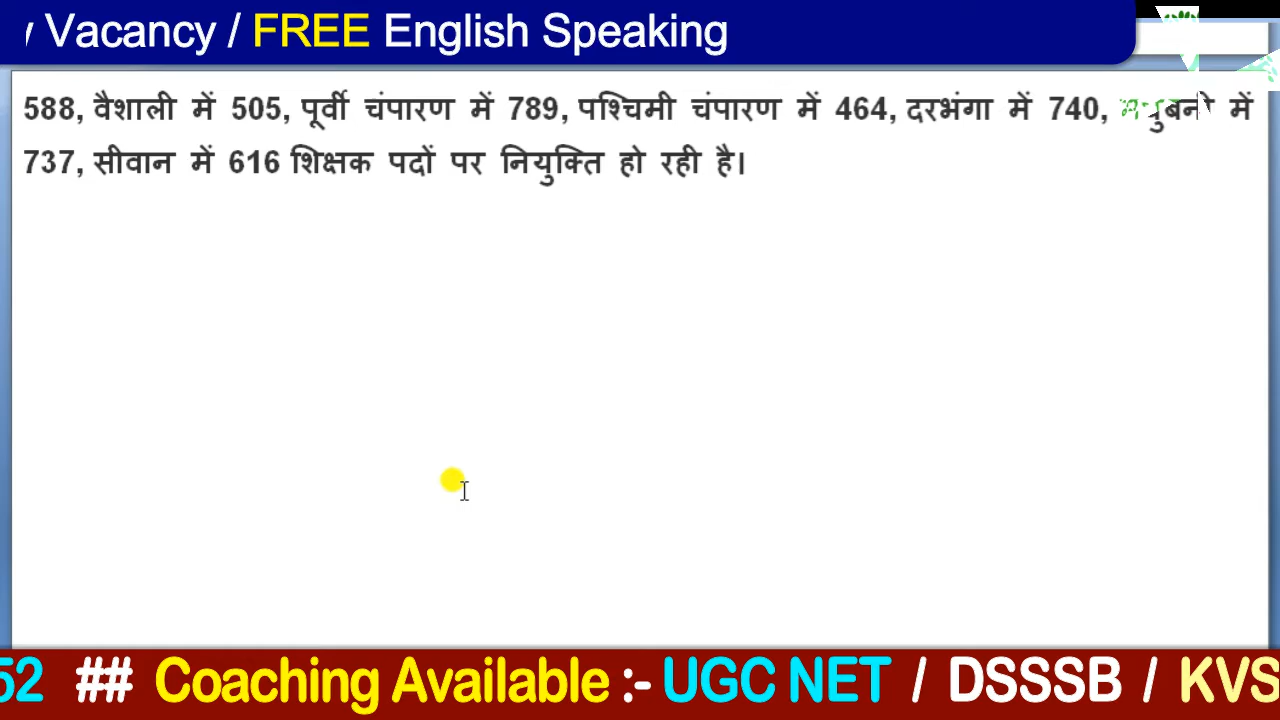 Vacancy / FREE English Speaking
588, वैशाली में 505, पूर्वी चंपारण में 789, पश्चिमी चंपारण में 464, दरभंगा में 740, में
737, सीवान में 616 शिक्षक पदों पर नियुक्ति हो रही है।
52 ## Coaching Available :- UGC NET / DSSSB / KVS